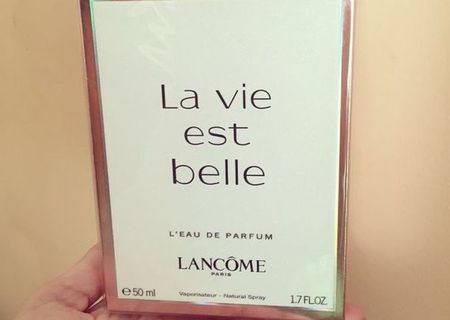 La vie
est
belle
L'EAU DE PARFUM
LANCÔME
PARIS
℮ 50 ml Vaporisateur - Natural Spray 1.7 FL.OZ.